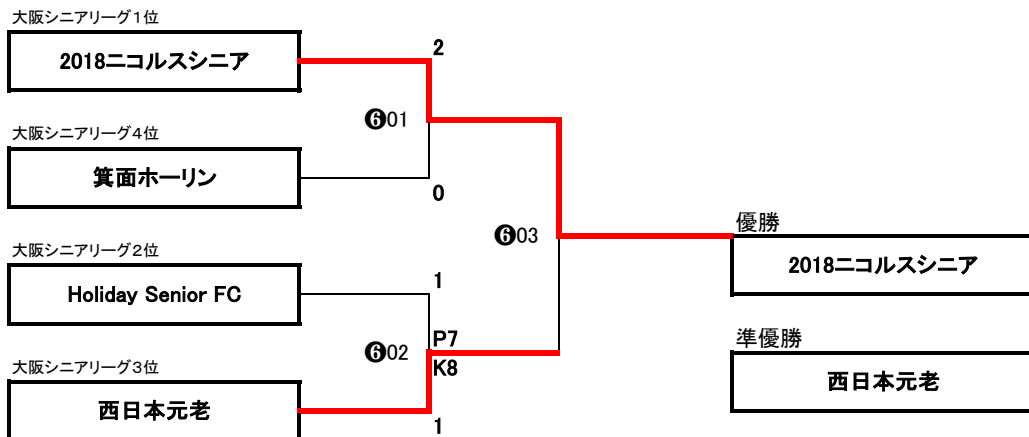 大阪シニアリーグ1位
2018ニコルスシニア
2
❻01
大阪シニアリーグ4位
箕面ホーリン
0
❻03
優勝
2018ニコルスシニア
大阪シニアリーグ2位
Holiday Senior FC
1
❻02
P7
K8
準優勝
西日本元老
大阪シニアリーグ3位
西日本元老
1